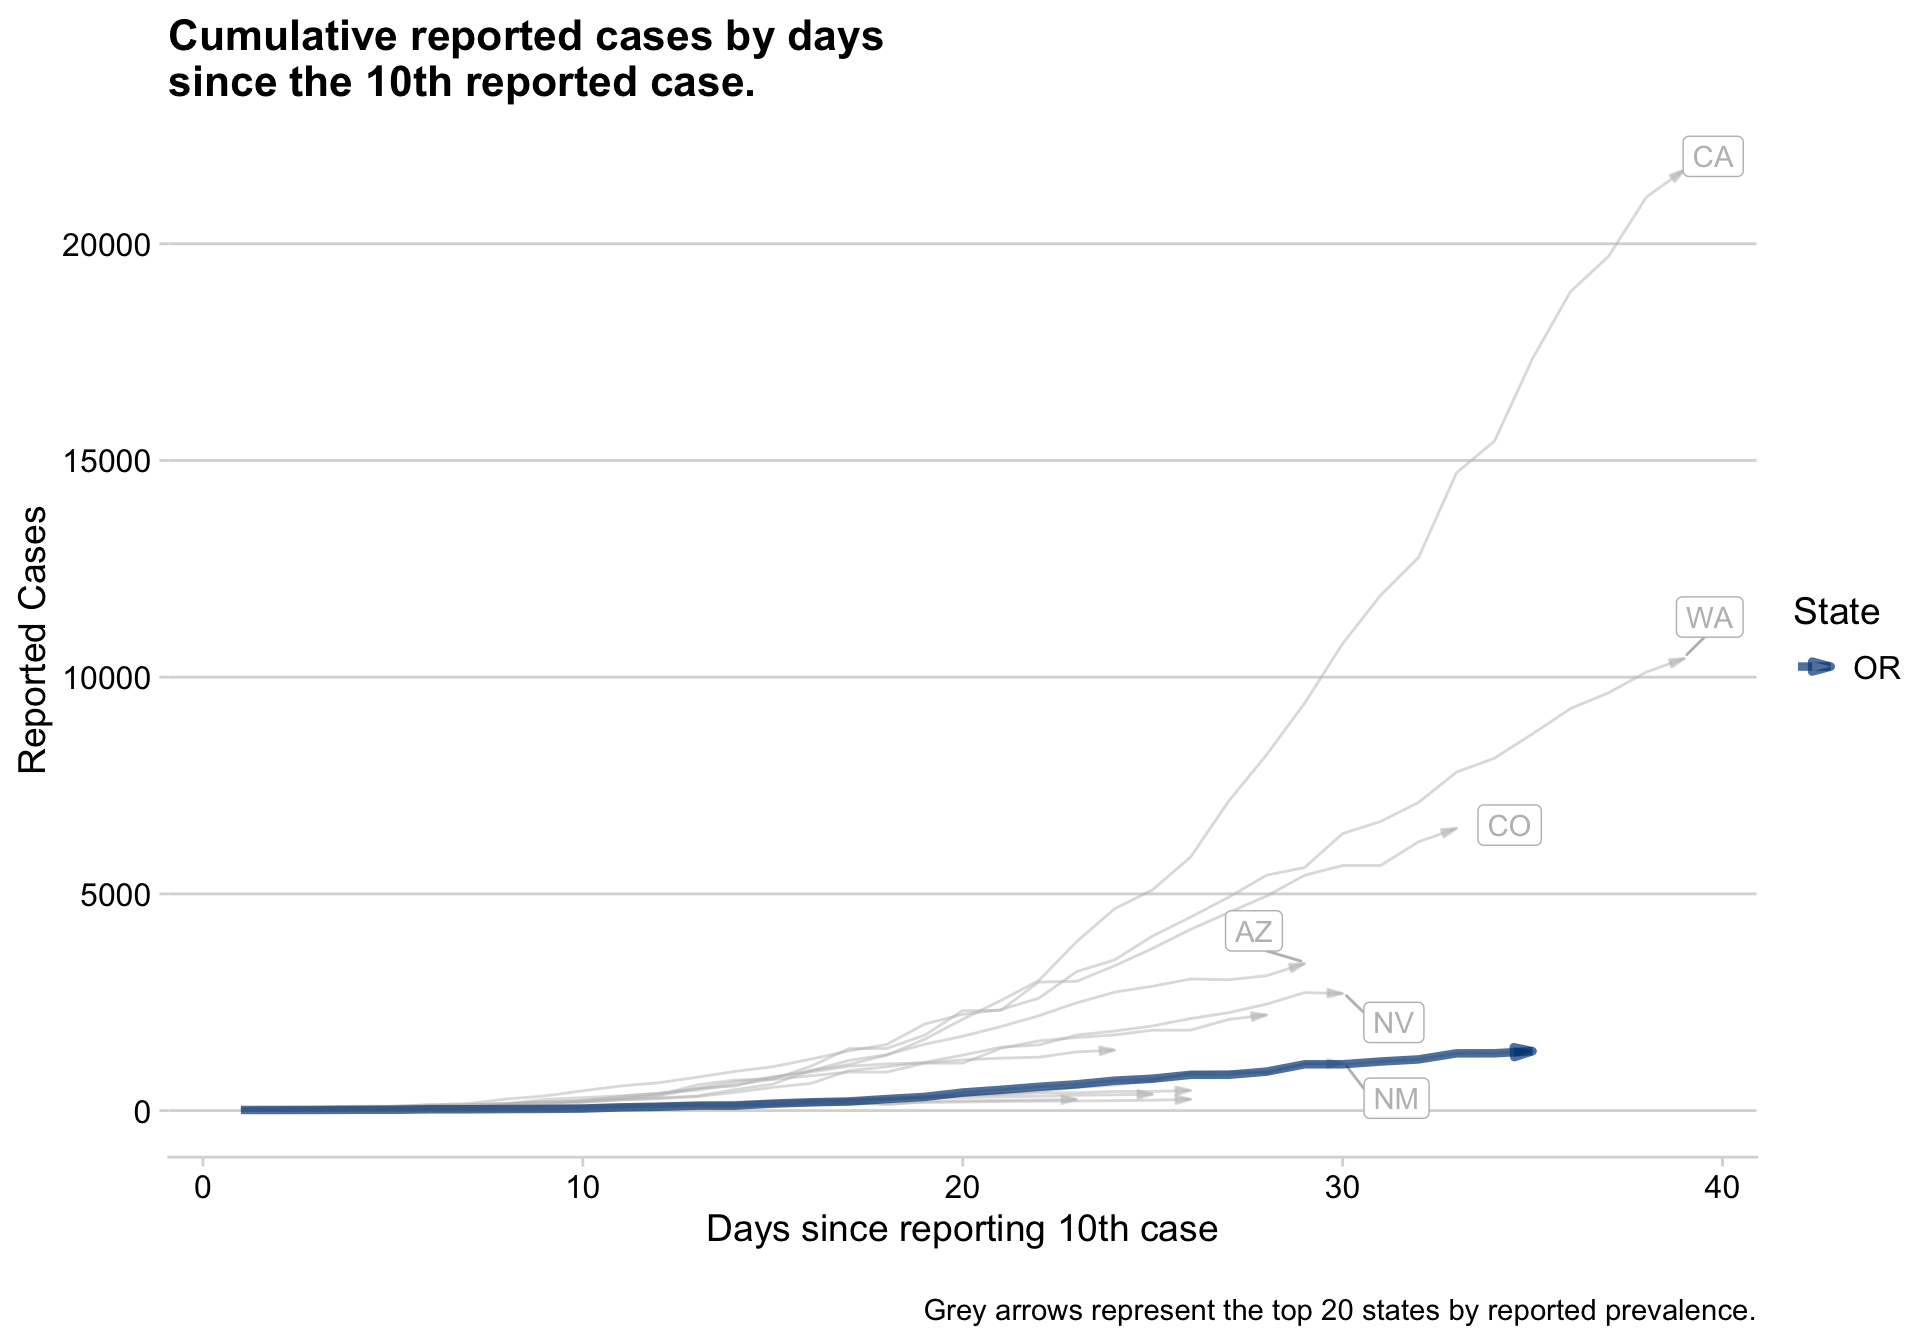 Cumulative reported cases by days
since the 10th reported case.
CA
20000
15000
Reported Cases
WA
State
10000
OR
CO
5000
AZ
NV
NM
0
0 10 20 30 40
Days since reporting 10th case
Grey arrows represent the top 20 states by reported prevalence.